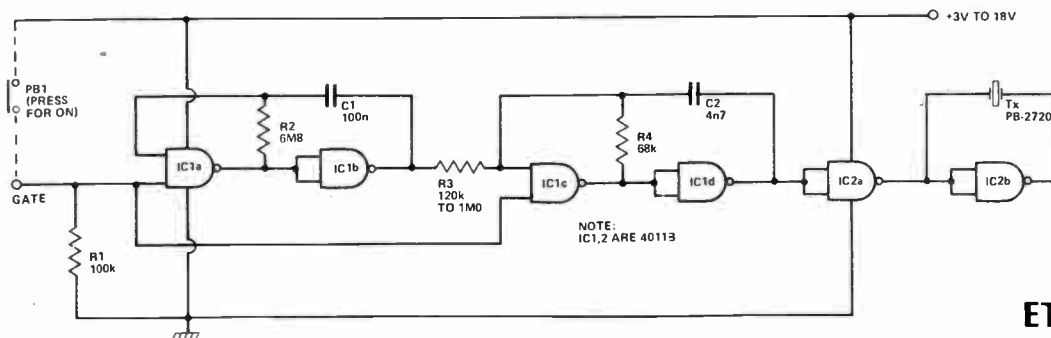 +3V TO 18V
PB1
(PRESS
FOR ON)
C1
100n
C2
4n7
Tx
PB-2720
R2
6M8
R4
68k
IC1a
IC1b
IC1c
IC1d
IC2a
IC2b
GATE
R3
120k
TO 1M0
NOTE:
IC1,2 ARE 4011B
R1
100k
ET